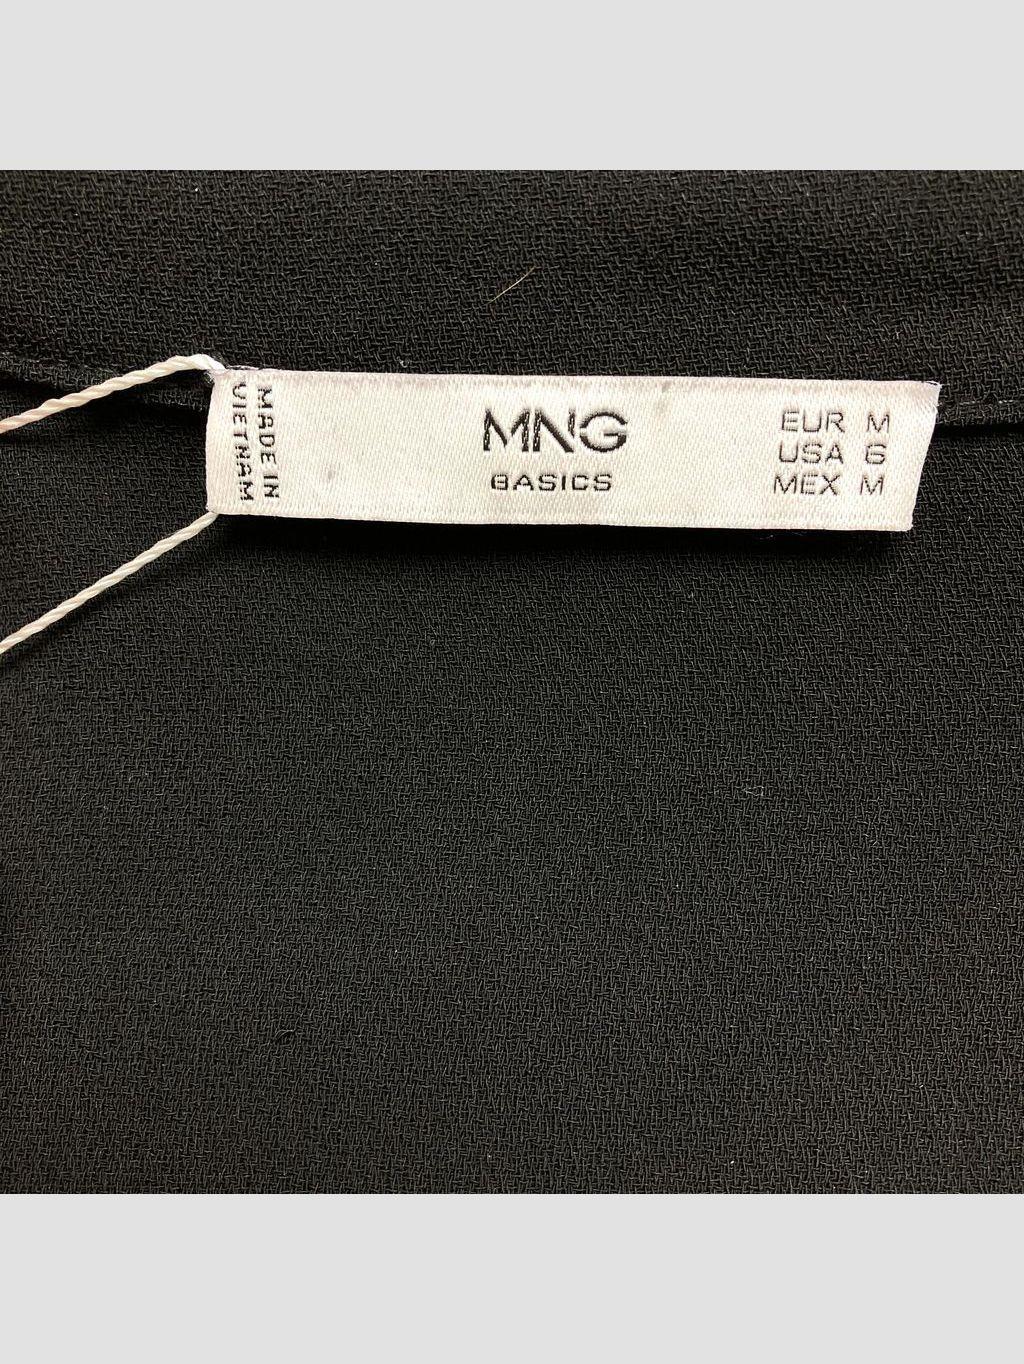 MADE IN
VIETNAM
MNG
BASICS
EUR M
USA 6
MEX M